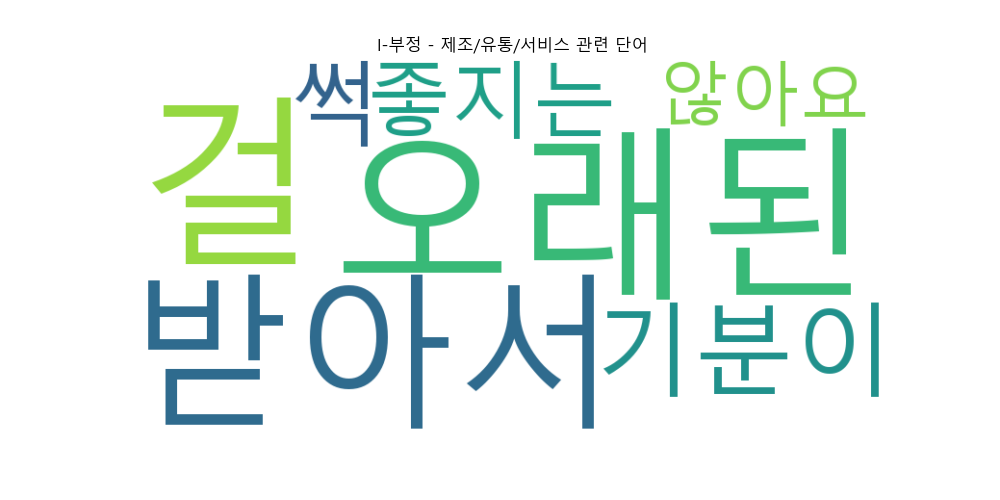 I-부정 - 제조/유통/서비스 관련 단어
썩 좋지는 않아요
걸 오래된
받아서 기분이